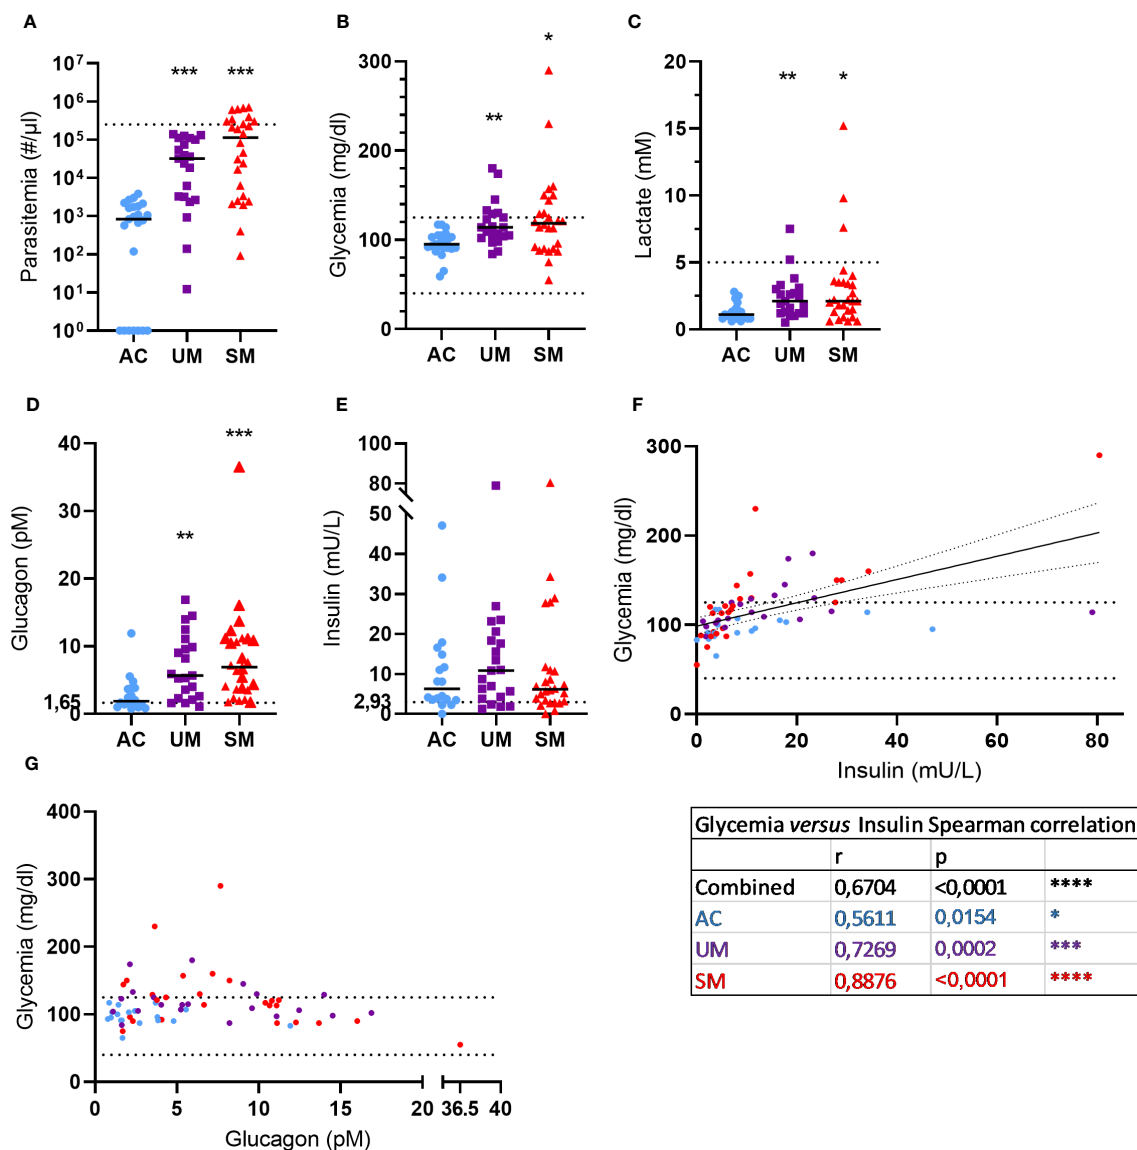 A
B
C
Parasitemia (#/µl)
10⁷
10⁶
10⁵
10⁴
10³
10²
10¹
10⁰
*** ***
AC UM SM
Glycemia (mg/dl)
300
200
100
0
** *
AC UM SM
Lactate (mM)
20
15
10
5
0
** *
AC UM SM
D
E
F
Glucagon (pM)
40
30
20
10
1,65
0
** ***
AC UM SM
Insulin (mU/L)
100
80
50
40
30
20
10
2,93
0
AC UM SM
Glycemia (mg/dl)
300
200
100
0
0 20 40 60 80
Insulin (mU/L)
G
Glycemia (mg/dl)
400
300
200
100
0
0 5 10 15 20 36.5 40
Glucagon (pM)
Glycemia versus Insulin Spearman correlation
r p
Combined 0,6704 <0,0001 ****
AC 0,5611 0,0154 *
UM 0,7269 0,0002 ***
SM 0,8876 <0,0001 ****